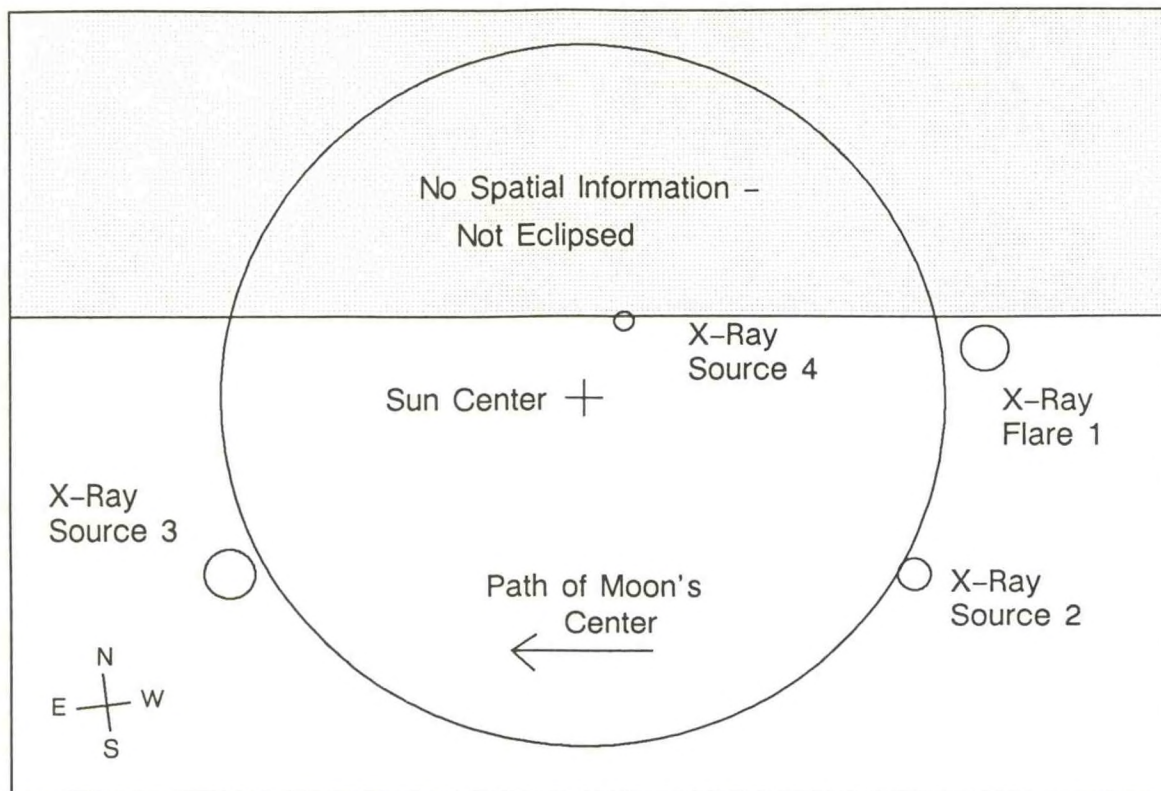 No Spatial Information –
Not Eclipsed
X–Ray
Source 4
Sun Center
X–Ray
Flare 1
X–Ray
Source 3
Path of Moon's
Center
X–Ray
Source 2
N
E
W
S